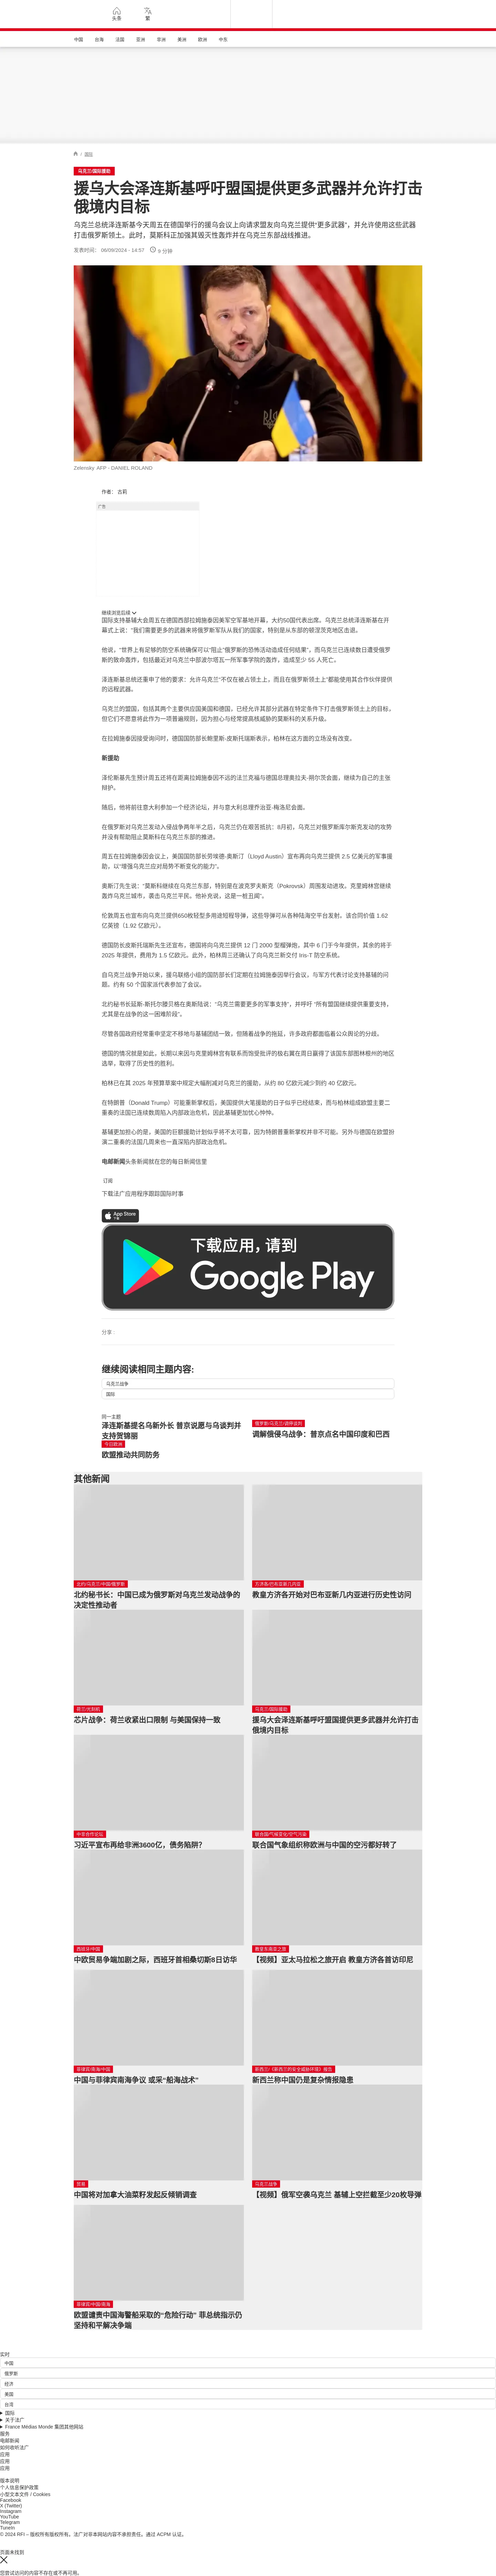 头条
繁
中国 台海 法国 亚洲 非洲 美洲 欧洲 中东
/ 国际
乌克兰/国际援助
援乌大会泽连斯基呼吁盟国提供更多武器并允许打击
俄境内目标
乌克兰总统泽连斯基今天周五在德国举行的援乌会议上向请求盟友向乌克兰提供“更多武器”，并允许使用这些武器
打击俄罗斯领土。此时，莫斯科正加强其毁灭性轰炸并在乌克兰东部战线推进。
发表时间： 06/09/2024 - 14:57 9 分钟
Zelensky AFP - DANIEL ROLAND
作者： 古莉
广告
继续浏览后续
国际支持基辅大会周五在德国西部拉姆施泰因美军空军基地开幕，大约50国代表出席。乌克兰总统泽连斯基在开
幕式上说：“我们需要更多的武器来将俄罗斯军队从我们的国家，特别是从东部的顿涅茨克地区击退。
他说，“世界上有足够的防空系统确保可以“阻止”俄罗斯的恐怖活动造成任何结果”，而乌克兰已连续数日遭受俄罗
斯的致命轰炸，包括最近对乌克兰中部波尔塔瓦一所军事学院的轰炸，造成至少 55 人死亡。
泽连斯基总统还重申了他的要求：允许乌克兰“不仅在被占领土上，而且在俄罗斯领土上”都能使用其合作伙伴提供
的远程武器。
乌克兰的盟国，包括其两个主要供应国美国和德国，已经允许其部分武器在特定条件下打击俄罗斯领土上的目标，
但它们不愿意将此作为一项普遍规则，因为担心与经常提高核威胁的莫斯科的关系升级。
在拉姆施泰因接受询问时，德国国防部长鲍里斯·皮斯托瑞斯表示，柏林在这方面的立场没有改变。
新援助
泽伦斯基先生预计周五还将在距离拉姆施泰因不远的法兰克福与德国总理奥拉夫-朔尔茨会面，继续为自己的主张
辩护。
随后，他将前往意大利参加一个经济论坛，并与意大利总理乔治亚-梅洛尼会面。
在俄罗斯对乌克兰发动入侵战争两年半之后，乌克兰仍在艰苦抵抗：8月初，乌克兰对俄罗斯库尔斯克发动的攻势
并没有帮助阻止莫斯科在乌克兰东部的推进。
周五在拉姆施泰因会议上，美国国防部长劳埃德-奥斯汀（Lloyd Austin）宣布再向乌克兰提供 2.5 亿美元的军事援
助，以“增强乌克兰应对局势不断变化的能力”。
奥斯汀先生说：“莫斯科继续在乌克兰东部，特别是在波克罗夫斯克（Pokrovsk）周围发动进攻。克里姆林宫继续
轰炸乌克兰城市，袭击乌克兰平民。他补充说，这是一桩丑闻”。
伦敦周五也宣布向乌克兰提供650枚轻型多用途短程导弹，这些导弹可从各种陆海空平台发射。该合同价值 1.62
亿英镑（1.92 亿欧元）。
德国防长皮斯托瑞斯先生还宣布，德国将向乌克兰提供 12 门 2000 型榴弹炮，其中 6 门于今年提供，其余的将于
2025 年提供，费用为 1.5 亿欧元。此外，柏林周三还确认了向乌克兰新交付 Iris-T 防空系统。
自乌克兰战争开始以来，援乌联络小组的国防部长们定期在拉姆施泰因举行会议，与军方代表讨论支持基辅的问
题。约有 50 个国家派代表参加了会议。
北约秘书长延斯-斯托尔滕贝格在奥斯陆说：“乌克兰需要更多的军事支持”，并呼吁 “所有盟国继续提供重要支持，
尤其是在战争的这一困难阶段”。
尽管各国政府经常重申坚定不移地与基辅团结一致，但随着战争的拖延，许多政府都面临着公众舆论的分歧。
德国的情况就是如此，长期以来因与克里姆林宫有联系而饱受批评的极右翼在周日赢得了该国东部图林根州的地区
选举，取得了历史性的胜利。
柏林已在其 2025 年预算草案中规定大幅削减对乌克兰的援助，从约 80 亿欧元减少到约 40 亿欧元。
在特朗普（Donald Trump）可能重新掌权后，美国提供大笔援助的日子似乎已经结束，而与柏林组成欧盟主要二
重奏的法国已连续数周陷入内部政治危机，因此基辅更加忧心忡忡。
基辅更加担心的是，美国的巨额援助计划似乎将不太可靠，因为特朗普重新掌权并非不可能。另外与德国在欧盟扮
演二重奏的法国几周来也一直深陷内部政治危机。
电邮新闻头条新闻就在您的每日新闻信里
订阅
下载法广应用程序跟踪国际时事
App Store
下载
下载应用，请到
Google Play
分享 :
继续阅读相同主题内容:
乌克兰战争
国际
同一主题
泽连斯基提名乌新外长 普京说愿与乌谈判并
支持贺锦丽
俄罗斯/乌克兰/调停谈判
调解俄侵乌战争：普京点名中国印度和巴西
今日欧洲
欧盟推动共同防务
其他新闻
北约/乌克兰/中国/俄罗斯
北约秘书长：中国已成为俄罗斯对乌克兰发动战争的
决定性推动者
方济各/巴布亚新几内亚
教皇方济各开始对巴布亚新几内亚进行历史性访问
荷兰/光刻机
芯片战争：荷兰收紧出口限制 与美国保持一致
乌克兰/国际援助
援乌大会泽连斯基呼吁盟国提供更多武器并允许打击
俄境内目标
中非合作论坛
习近平宣布再给非洲3600亿，债务陷阱?
联合国/气候变化/空气污染
联合国气象组织称欧洲与中国的空污都好转了
西班牙/中国
中欧贸易争端加剧之际，西班牙首相桑切斯8日访华
教皇东南亚之旅
【视频】亚太马拉松之旅开启 教皇方济各首访印尼
菲律宾/南海/中国
中国与菲律宾南海争议 或采“船海战术”
新西兰/《新西兰的安全威胁环境》报告
新西兰称中国仍是复杂情报隐患
贸易
中国将对加拿大油菜籽发起反倾销调查
乌克兰战争
【视频】俄军空袭乌克兰 基辅上空拦截至少20枚导弹
菲律宾/中国/南海
欧盟谴责中国海警船采取的“危险行动” 菲总统指示仍
坚持和平解决争端
实时
中国
俄罗斯
经济
美国
台湾
国际
关于法广
France Médias Monde 集团其他网站
服务
电邮新闻
如何收听法广
应用
应用
应用
版本说明
个人信息保护政策
小型文本文件 / Cookies
Facebook
X (Twitter)
Instagram
YouTube
Telegram
TuneIn
© 2024 RFI – 版权所有版权所有。法广对非本网站内容不承担责任。通过 ACPM 认证。
页面未找到
您尝试访问的内容不存在或不再可用。